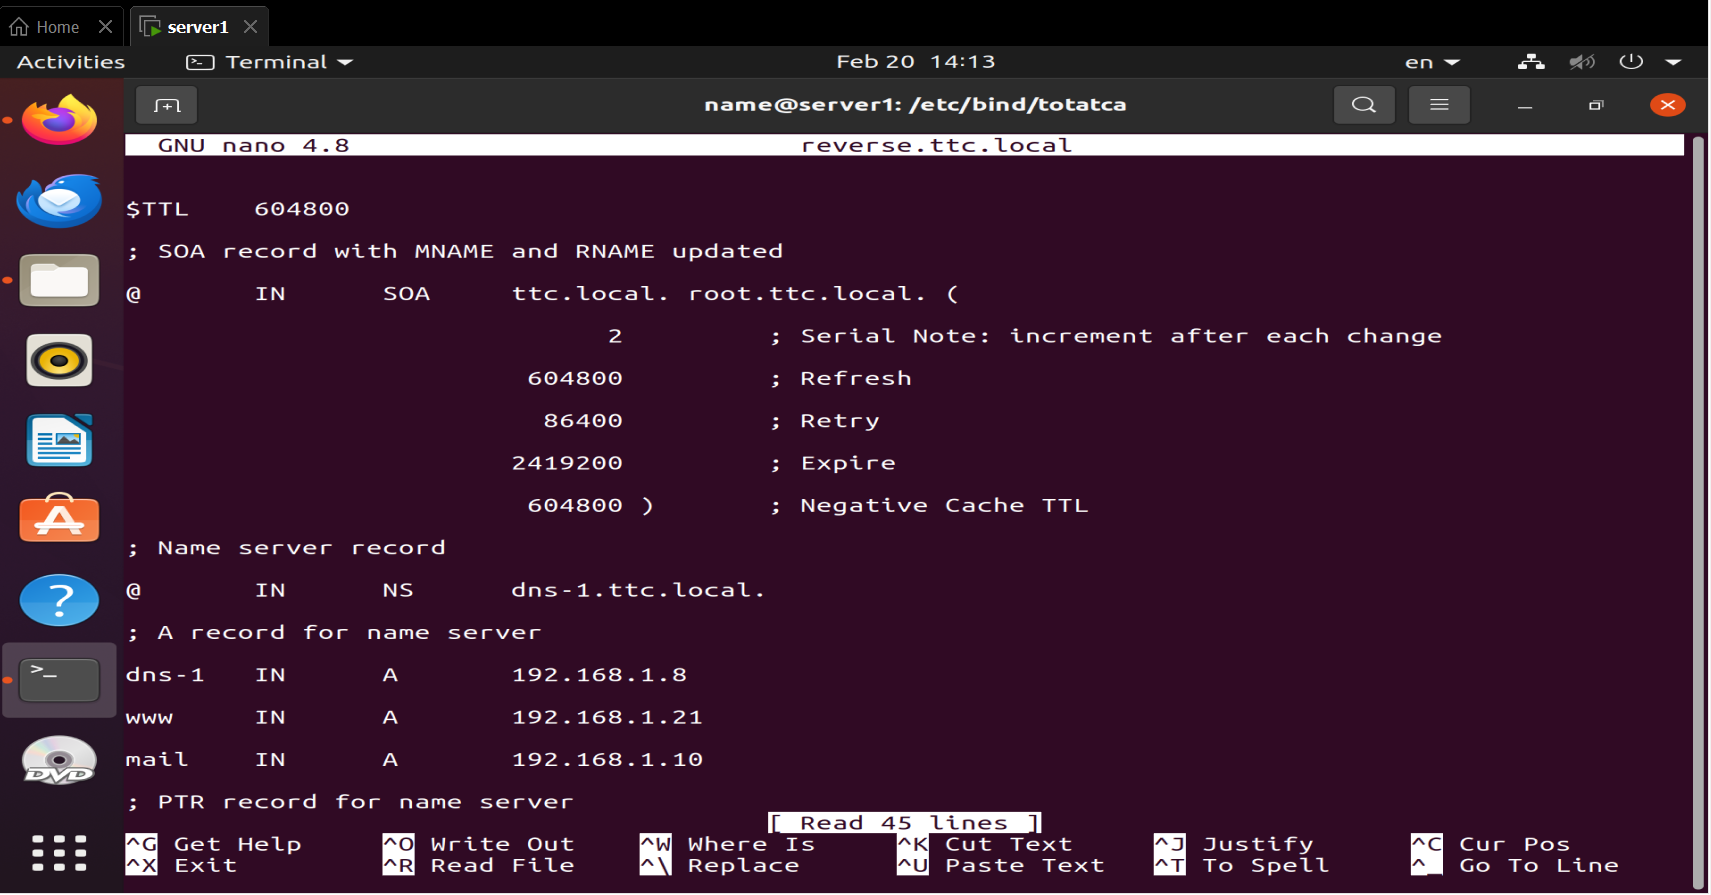 Home
server1
Activities Terminal Feb 20 14:13 en
name@server1: /etc/bind/totatca
GNU nano 4.8 reverse.ttc.local
$TTL 604800
; SOA record with MNAME and RNAME updated
@ IN SOA ttc.local. root.ttc.local. (
2 ; Serial Note: increment after each change
604800 ; Refresh
86400 ; Retry
2419200 ; Expire
604800 ) ; Negative Cache TTL
; Name server record
@ IN NS dns-1.ttc.local.
; A record for name server
dns-1 IN A 192.168.1.8
www IN A 192.168.1.21
mail IN A 192.168.1.10
; PTR record for name server
[ Read 45 lines ]
^G Get Help ^O Write Out ^W Where Is ^K Cut Text ^J Justify ^C Cur Pos
^X Exit ^R Read File ^\ Replace ^U Paste Text ^T To Spell ^_ Go To Line
DVD